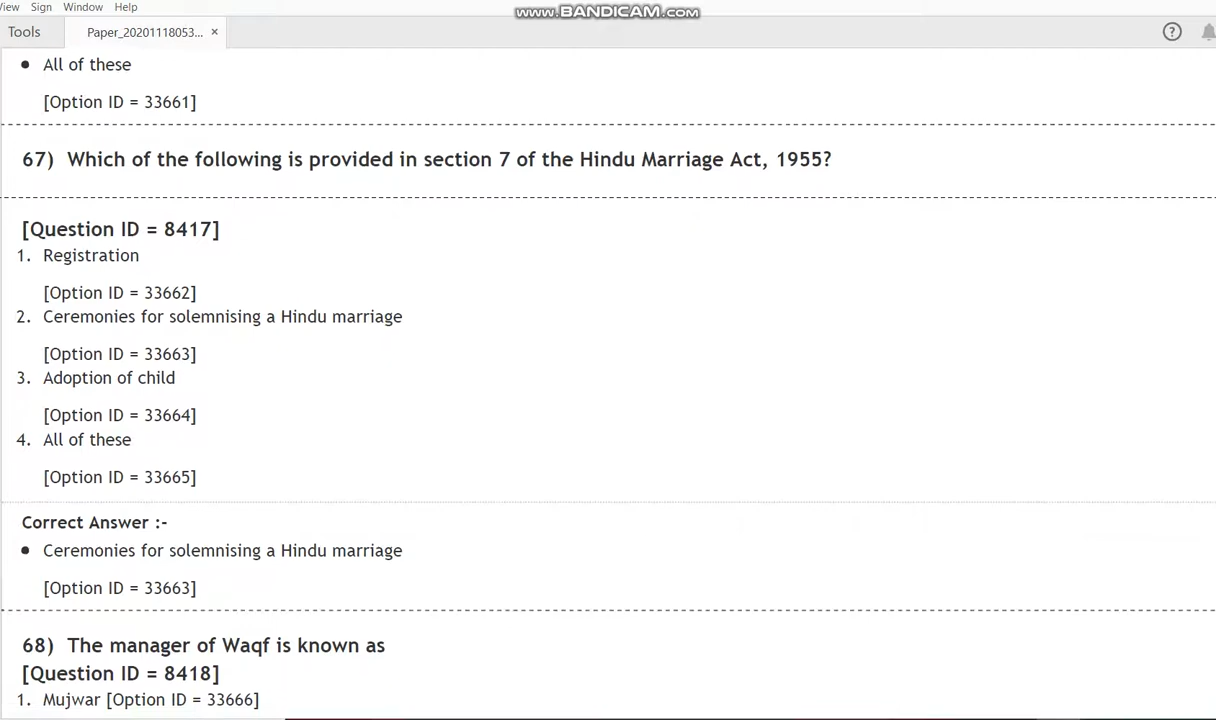 View Sign Window Help
www.BANDICAM.com
Tools Paper_20201118053... ×
All of these
[Option ID = 33661]
67) Which of the following is provided in section 7 of the Hindu Marriage Act, 1955?
[Question ID = 8417]
1. Registration
[Option ID = 33662]
2. Ceremonies for solemnising a Hindu marriage
[Option ID = 33663]
3. Adoption of child
[Option ID = 33664]
4. All of these
[Option ID = 33665]
Correct Answer :-
Ceremonies for solemnising a Hindu marriage
[Option ID = 33663]
68) The manager of Waqf is known as
[Question ID = 8418]
1. Mujwar [Option ID = 33666]